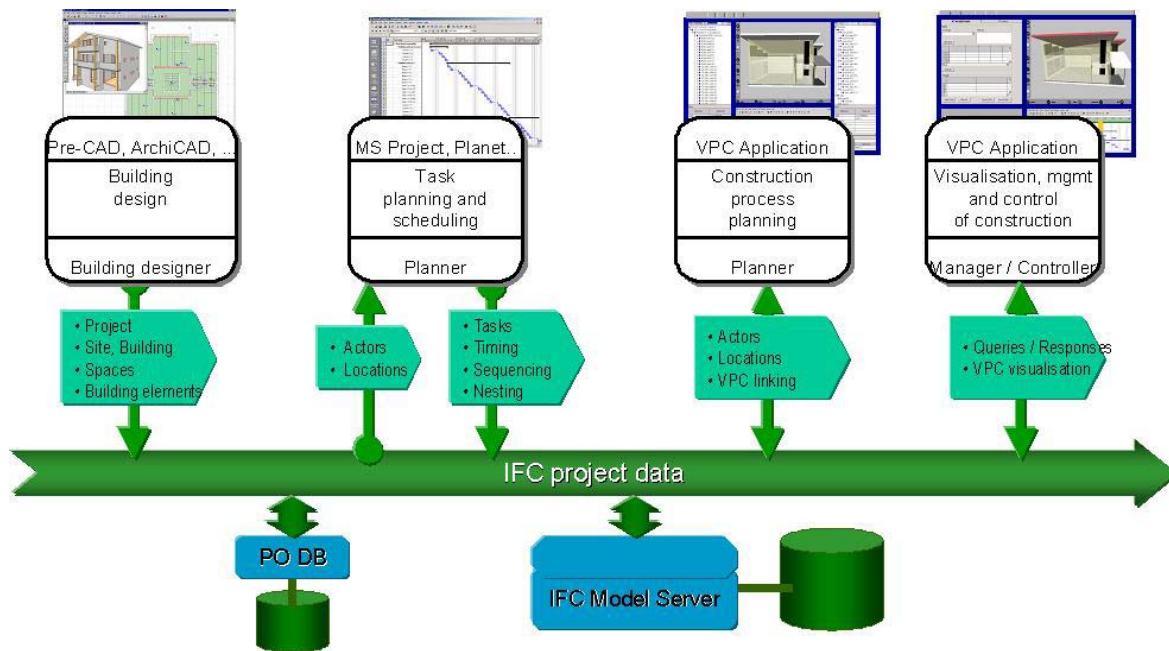 Pre-CAD, ArchiCAD, ...
Building
design
Building designer
MS Project, Planet..
Task
planning and
scheduling
Planner
VPC Application
Construction
process
planning
Planner
VPC Application
Visualisation, mgmt
and control
of construction
Manager / Controller
• Project
• Site, Building
• Spaces
• Building elements
• Actors
• Locations
• Tasks
• Timing
• Sequencing
• Nesting
• Actors
• Locations
• VPC linking
• Queries / Responses
• VPC visualisation
IFC project data
PO DB
IFC Model Server